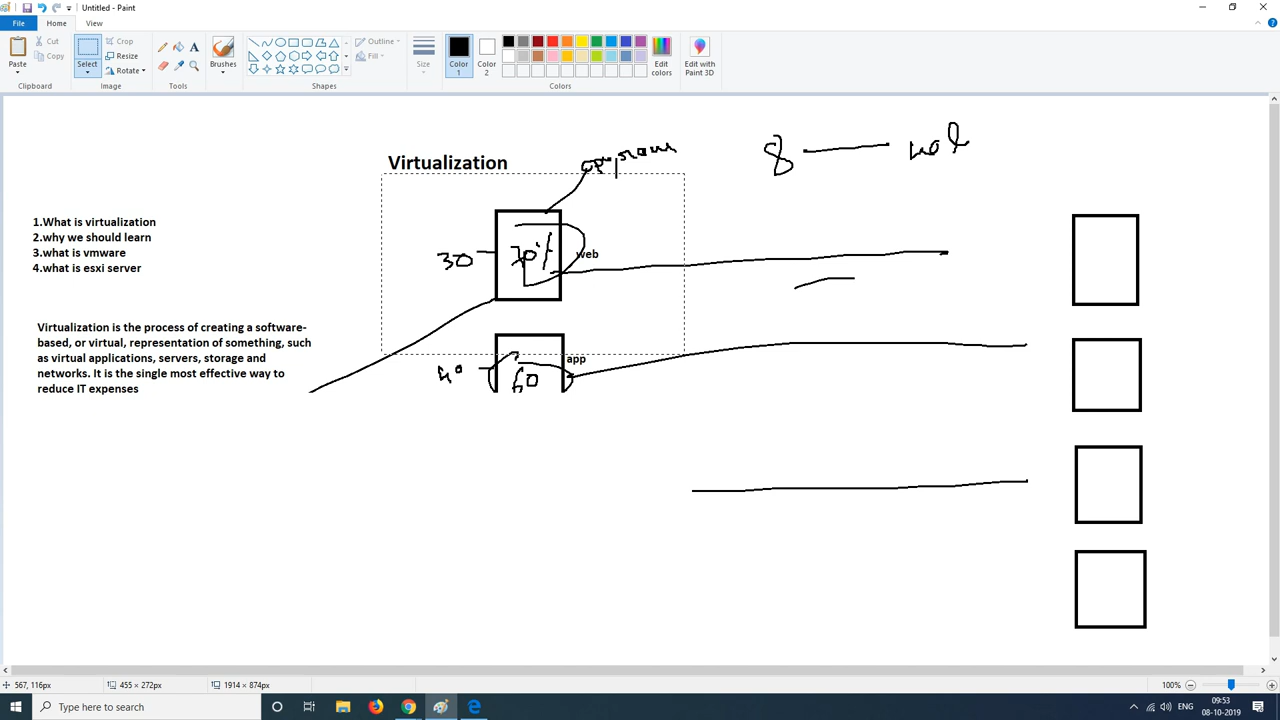 Untitled - Paint
File
Home
View
Paste
Cut
Copy
Clipboard
Select
Crop
Resize
Rotate
Image
Tools
Brushes
Shapes
Outline
Fill
Size
Color 1
Color 2
Edit colors
Colors
Edit with Paint 3D
Virtualization
8
1.What is virtualization
2.why we should learn
3.what is vmware
4.what is esxi server
30
web
Virtualization is the process of creating a software-
based, or virtual, representation of something, such
as virtual applications, servers, storage and
networks. It is the single most effective way to
reduce IT expenses
app
40
60
567, 116px
455 × 272px
1914 × 874px
100%
Type here to search
ENG
09:53
08-10-2019